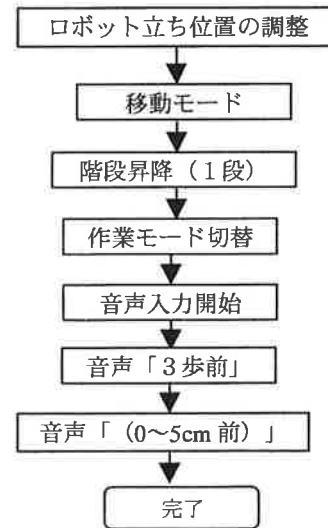 ロボット立ち位置の調整
移動モード
階段昇降（１段）
作業モード切替
音声入力開始
音声「３歩前」
音声「（0～5cm 前）」
完了